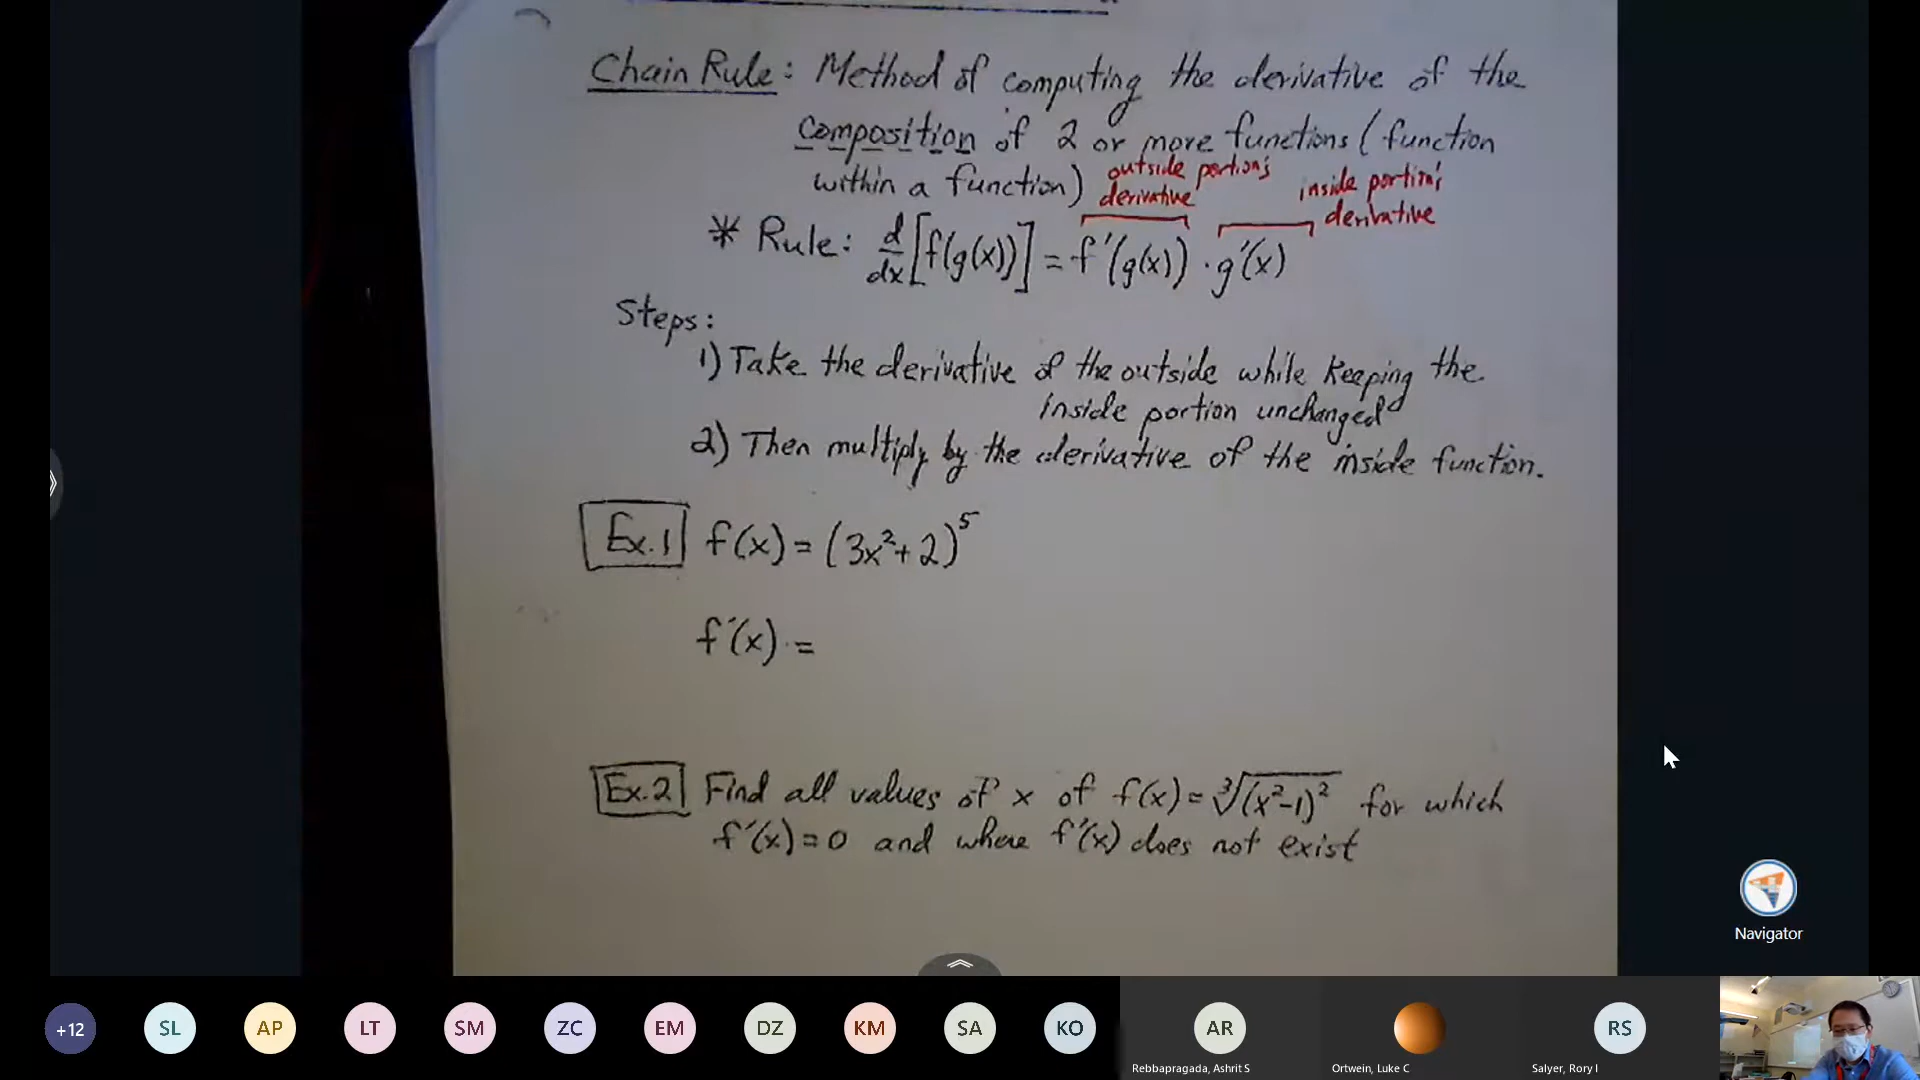 Chain Rule: Method of computing the derivative of the
composition of 2 or more functions (function
within a function)
outside portion's
derivative
inside portion's
derivative
* Rule: d/dx [f(g(x))] = f'(g(x)) · g'(x)
Steps:
1) Take the derivative of the outside while keeping the
inside portion unchanged
2) Then multiply by the derivative of the inside function.
Ex.1 f(x) = (3x²+2)⁵
f'(x) =
Ex.2 Find all values of x of f(x) = ³√(x²-1)² for which
f'(x)=0 and where f'(x) does not exist
Navigator
+12 SL AP LT SM ZC EM DZ KM SA KO AR RS
Rebbapragada, Ashrit S
Ortwein, Luke C
Salyer, Rory I